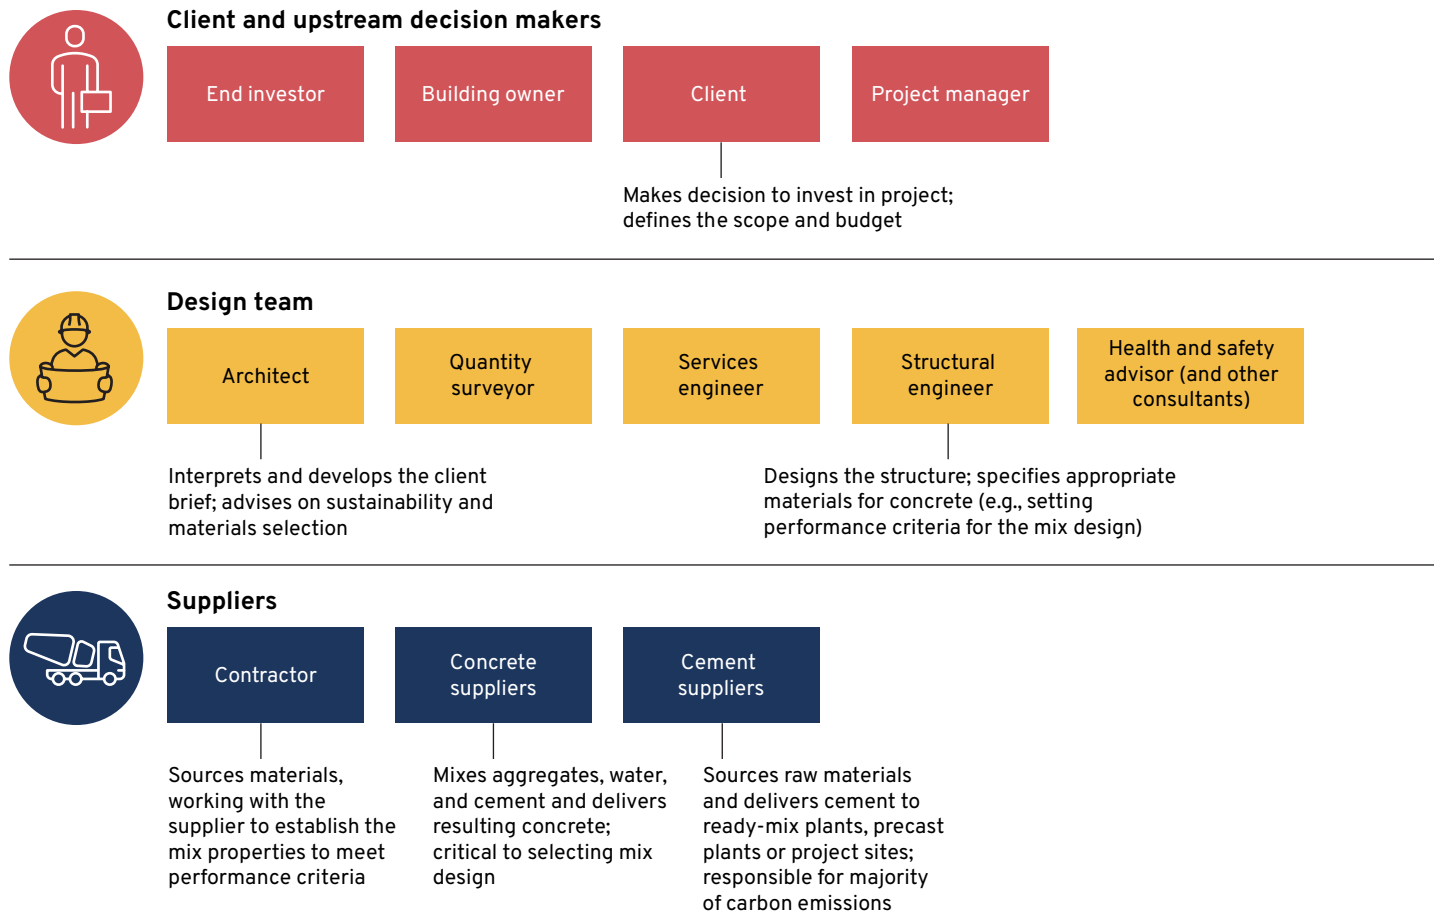 Client and upstream decision makers
End investor
Building owner
Client
Project manager
Makes decision to invest in project;
defines the scope and budget
Design team
Architect
Quantity
surveyor
Services
engineer
Structural
engineer
Health and safety
advisor (and other
consultants)
Interprets and develops the client
brief; advises on sustainability and
materials selection
Designs the structure; specifies appropriate
materials for concrete (e.g., setting
performance criteria for the mix design)
Suppliers
Contractor
Concrete
suppliers
Cement
suppliers
Sources materials,
working with the
supplier to establish the
mix properties to meet
performance criteria
Mixes aggregates, water,
and cement and delivers
resulting concrete;
critical to selecting mix
design
Sources raw materials
and delivers cement to
ready-mix plants, precast
plants or project sites;
responsible for majority
of carbon emissions